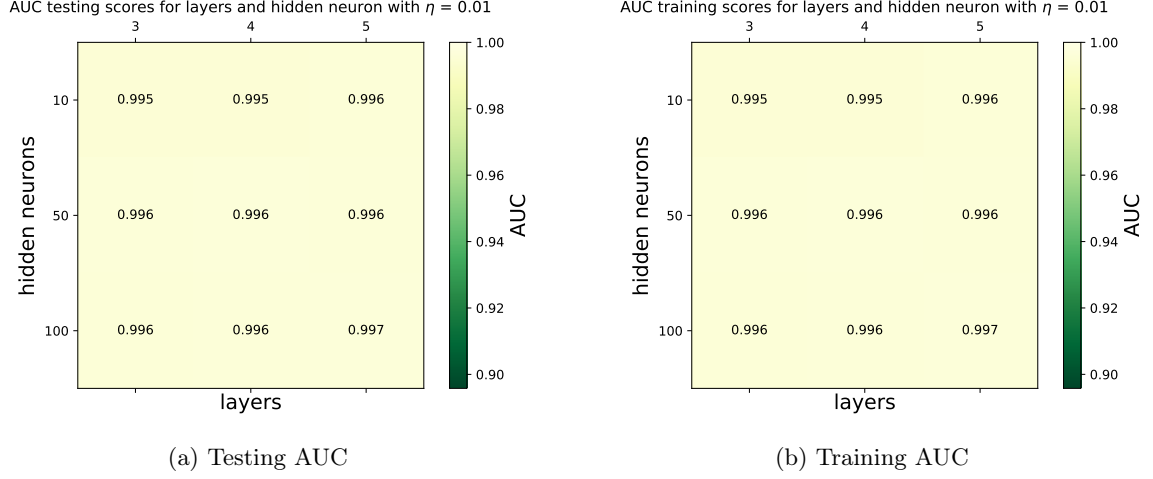 AUC testing scores for layers and hidden neuron with η = 0.01
3 4 5
10 0.995 0.995 0.996
50 0.996 0.996 0.996
100 0.996 0.996 0.997
hidden neurons
layers
1.00
0.98
0.96
0.94
0.92
0.90
AUC
(a) Testing AUC
AUC training scores for layers and hidden neuron with η = 0.01
3 4 5
10 0.995 0.995 0.996
50 0.996 0.996 0.996
100 0.996 0.996 0.997
hidden neurons
layers
1.00
0.98
0.96
0.94
0.92
0.90
AUC
(b) Training AUC